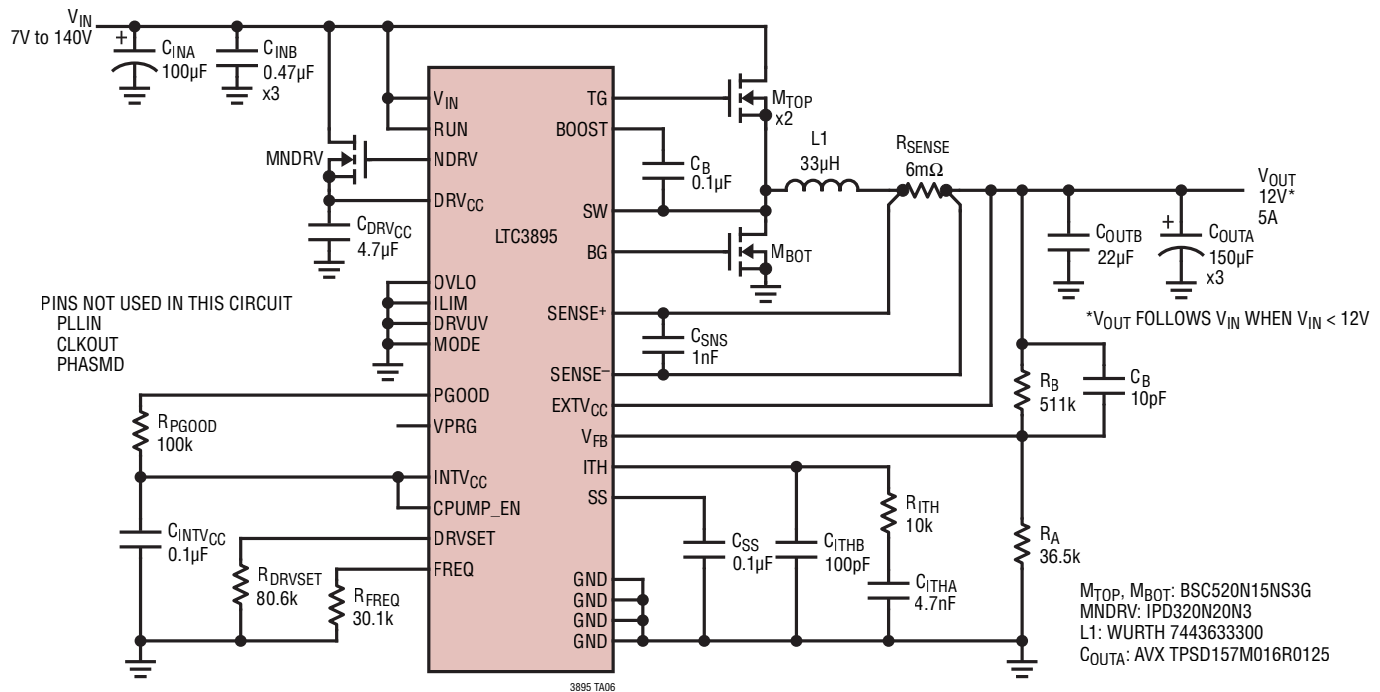 VIN
7V to 140V
+
CINA
100µF
CINB
0.47µF
x3
MNDRV
CDRVCC
4.7µF
PINS NOT USED IN THIS CIRCUIT
PLLIN
CLKOUT
PHASMD
RPGOOD
100k
CINTVCC
0.1µF
RDRVSET
80.6k
RFREQ
30.1k
VIN
RUN
NDRV
DRVCC
OVLO
ILIM
DRVUV
MODE
PGOOD
VPRG
INTVCC
CPUMP_EN
DRVSET
FREQ
LTC3895
TG
BOOST
SW
BG
SENSE+
SENSE–
EXTVCC
VFB
ITH
SS
GND
GND
GND
GND
3895 TA06
MTOP
x2
CB
0.1µF
L1
33µH
RSENSE
6mΩ
MBOT
CSNS
1nF
VOUT
12V*
5A
COUTB
22µF
+
COUTA
150µF
x3
*VOUT FOLLOWS VIN WHEN VIN < 12V
RB
511k
CB
10pF
RITH
10k
CSS
0.1µF
CITHB
100pF
CITHA
4.7nF
RA
36.5k
MTOP, MBOT: BSC520N15NS3G
MNDRV: IPD320N20N3
L1: WURTH 7443633300
COUTA: AVX TPSD157M016R0125